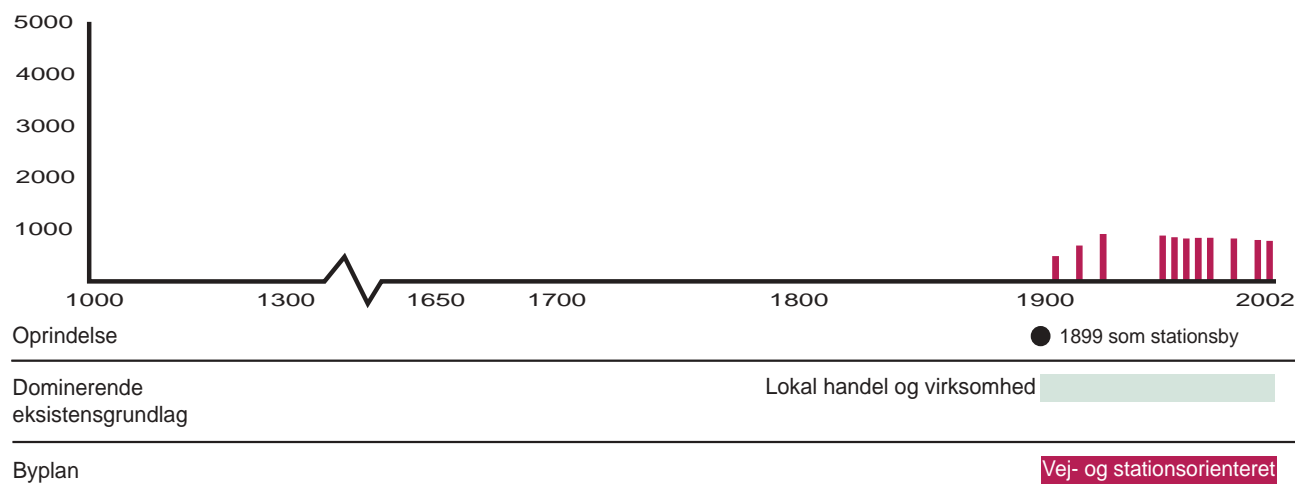 5000
4000
3000
2000
1000
1000 1300 1650 1700 1800 1900 2002
Oprindelse 1899 som stationsby
Dominerende Lokal handel og virksomhed
eksistensgrundlag
Byplan Vej- og stationsorienteret